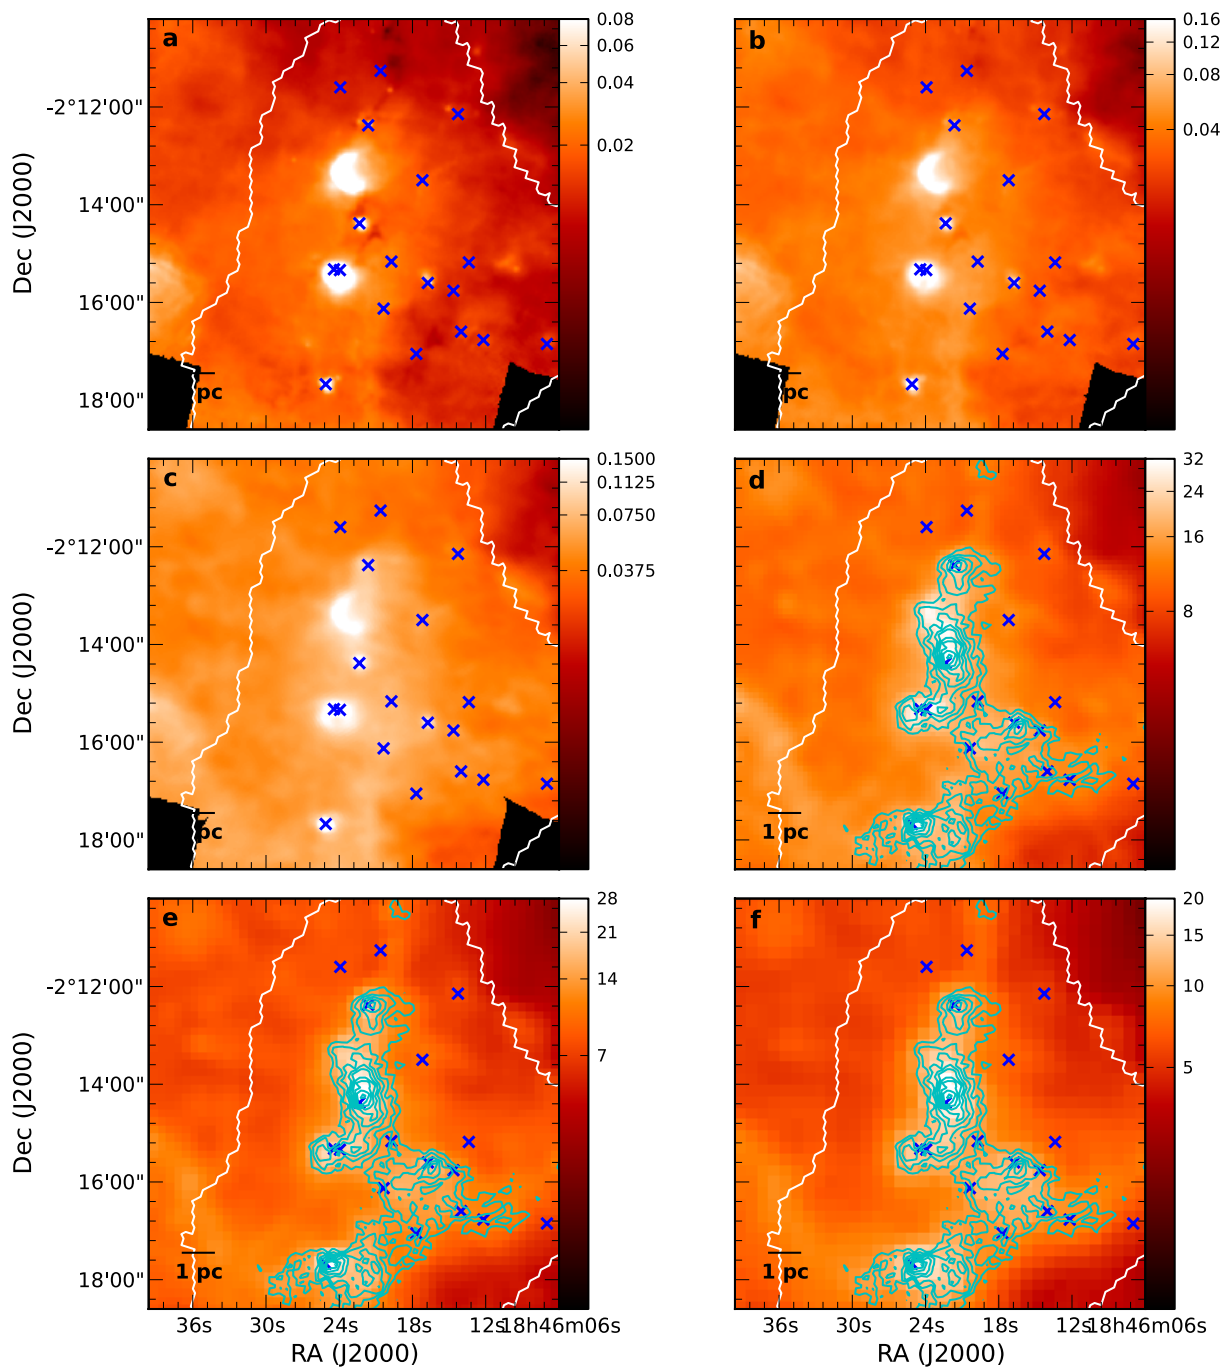 a
0.08
0.06
0.04
0.02
-2°12'00"
14'00"
16'00"
18'00"
Dec (J2000)
pc
b
0.16
0.12
0.08
0.04
pc
c
0.1500
0.1125
0.0750
0.0375
-2°12'00"
14'00"
16'00"
18'00"
Dec (J2000)
pc
d
32
24
16
8
1 pc
e
28
21
14
7
-2°12'00"
14'00"
16'00"
18'00"
Dec (J2000)
1 pc
36s 30s 24s 18s 12s 18h46m06s
RA (J2000)
f
20
15
10
5
1 pc
36s 30s 24s 18s 12s 18h46m06s
RA (J2000)